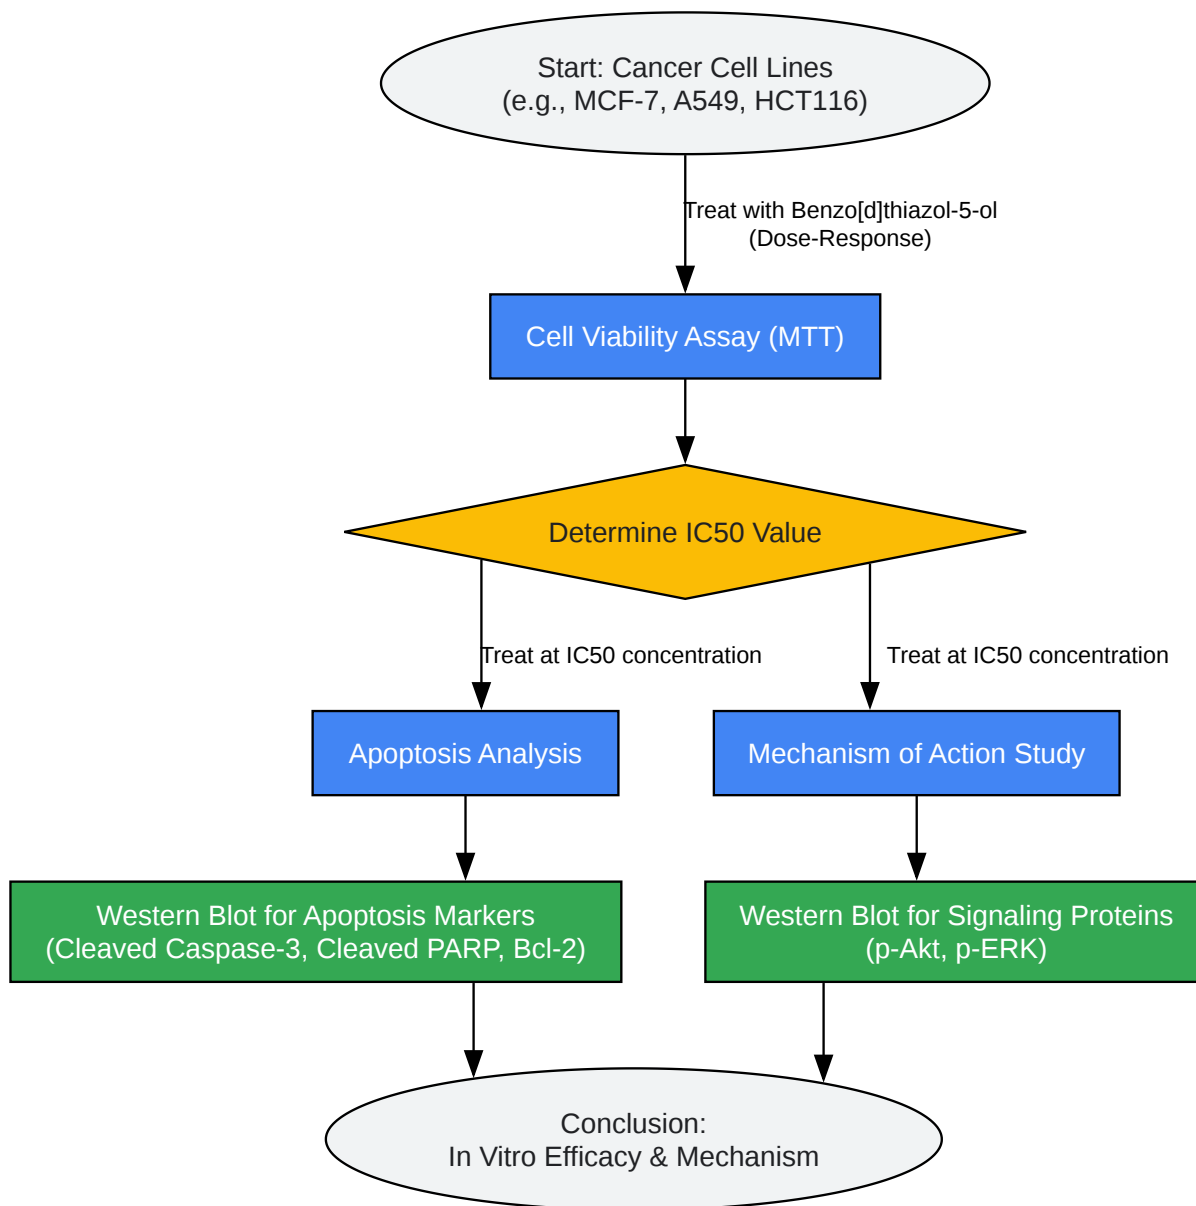 Start: Cancer Cell Lines
(e.g., MCF-7, A549, HCT116)
Treat with Benzo[d]thiazol-5-ol
(Dose-Response)
Cell Viability Assay (MTT)
Determine IC50 Value
Treat at IC50 concentration
Treat at IC50 concentration
Apoptosis Analysis
Mechanism of Action Study
Western Blot for Apoptosis Markers
(Cleaved Caspase-3, Cleaved PARP, Bcl-2)
Western Blot for Signaling Proteins
(p-Akt, p-ERK)
Conclusion:
In Vitro Efficacy & Mechanism